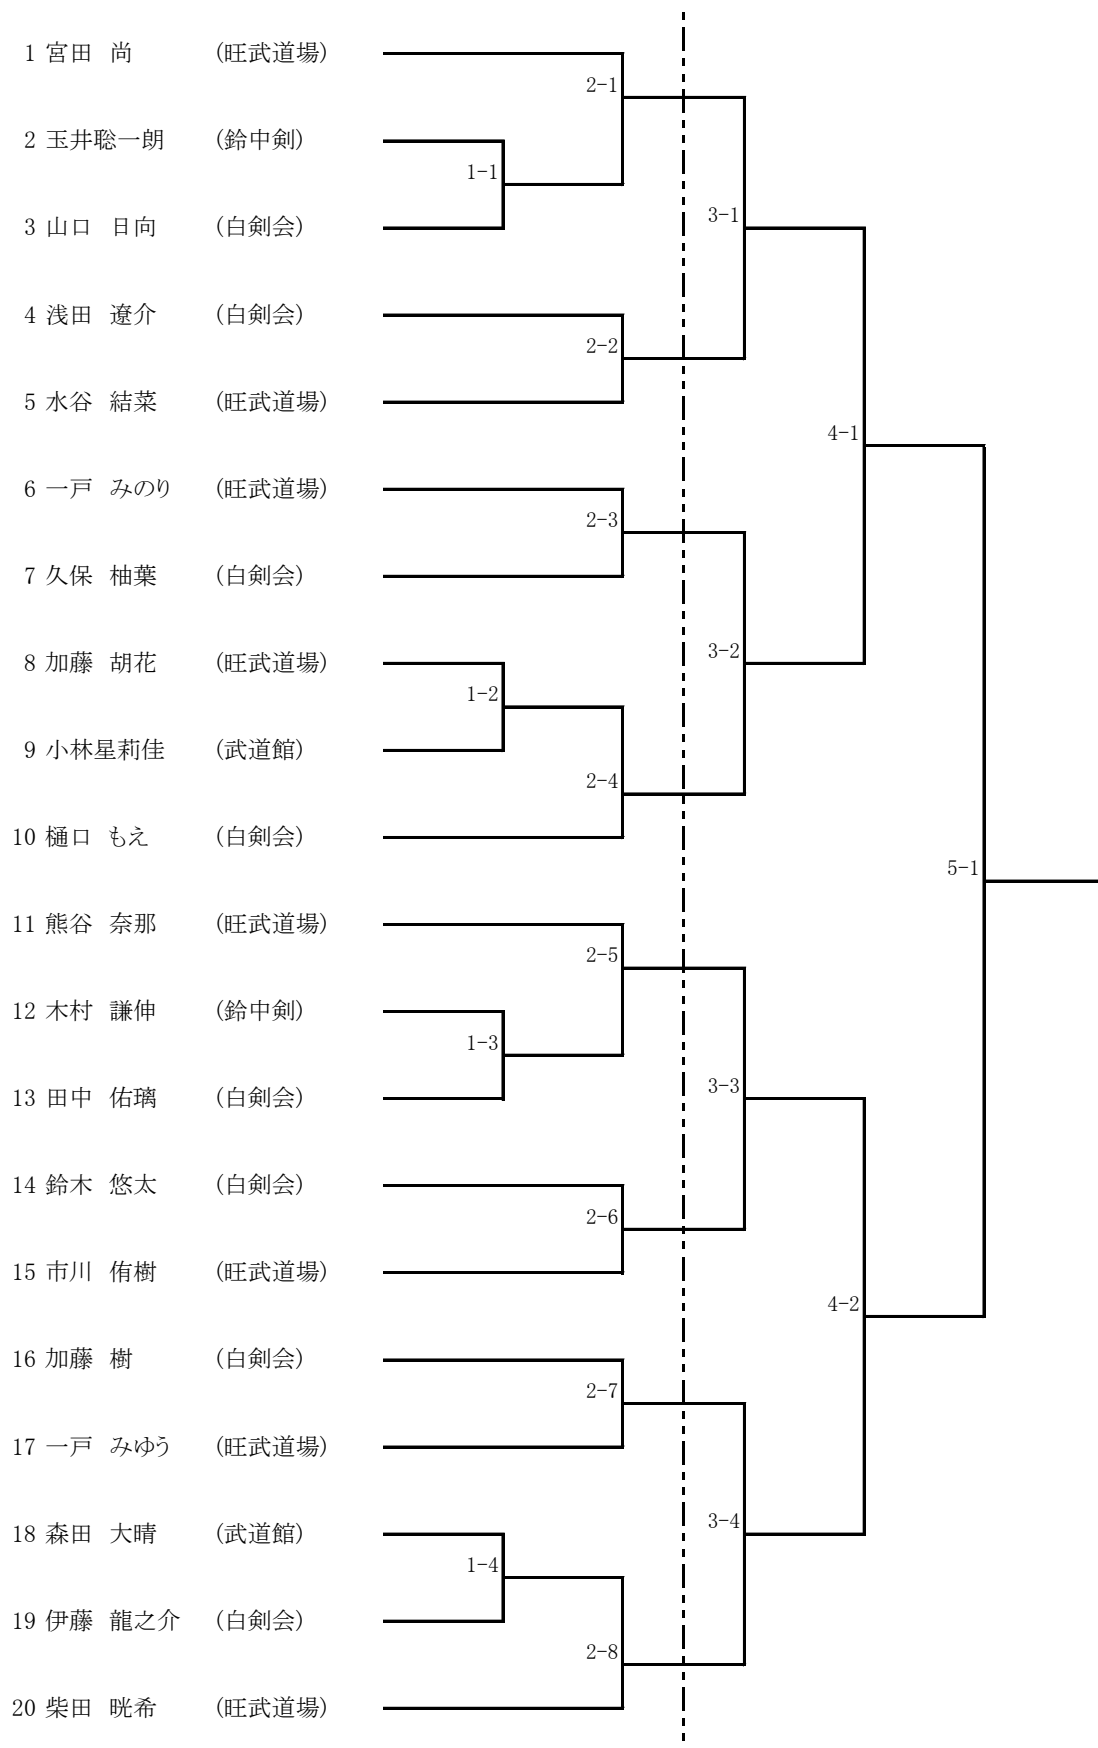 1 宮田 尚 (旺武道場)
2-1
2 玉井聡一朗 (鈴中剣)
1-1
3 山口 日向 (白剣会)
3-1
4 浅田 遼介 (白剣会)
2-2
5 水谷 結菜 (旺武道場)
4-1
6 一戸 みのり (旺武道場)
2-3
7 久保 柚葉 (白剣会)
8 加藤 胡花 (旺武道場)
3-2
1-2
9 小林星莉佳 (武道館)
2-4
10 樋口 もえ (白剣会)
5-1
11 熊谷 奈那 (旺武道場)
2-5
12 木村 謙伸 (鈴中剣)
1-3
13 田中 佑璃 (白剣会)
3-3
14 鈴木 悠太 (白剣会)
2-6
15 市川 侑樹 (旺武道場)
4-2
16 加藤 樹 (白剣会)
2-7
17 一戸 みゆう (旺武道場)
3-4
18 森田 大晴 (武道館)
1-4
19 伊藤 龍之介 (白剣会)
2-8
20 柴田 晄希 (旺武道場)